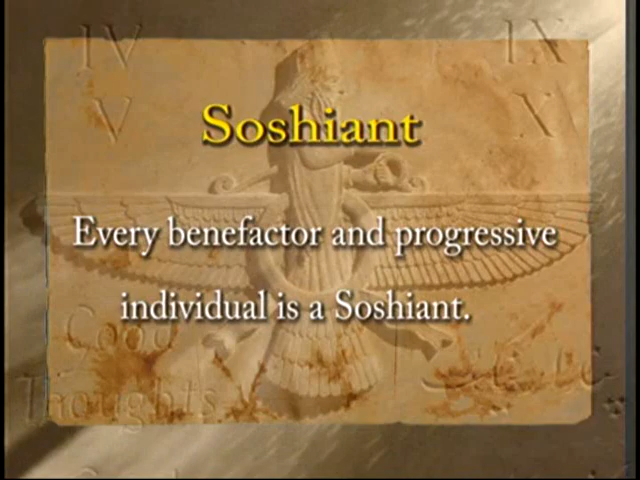 IV
IX
V
X
Soshiant
Every benefactor and progressive
individual is a Soshiant.
Good
Thoughts